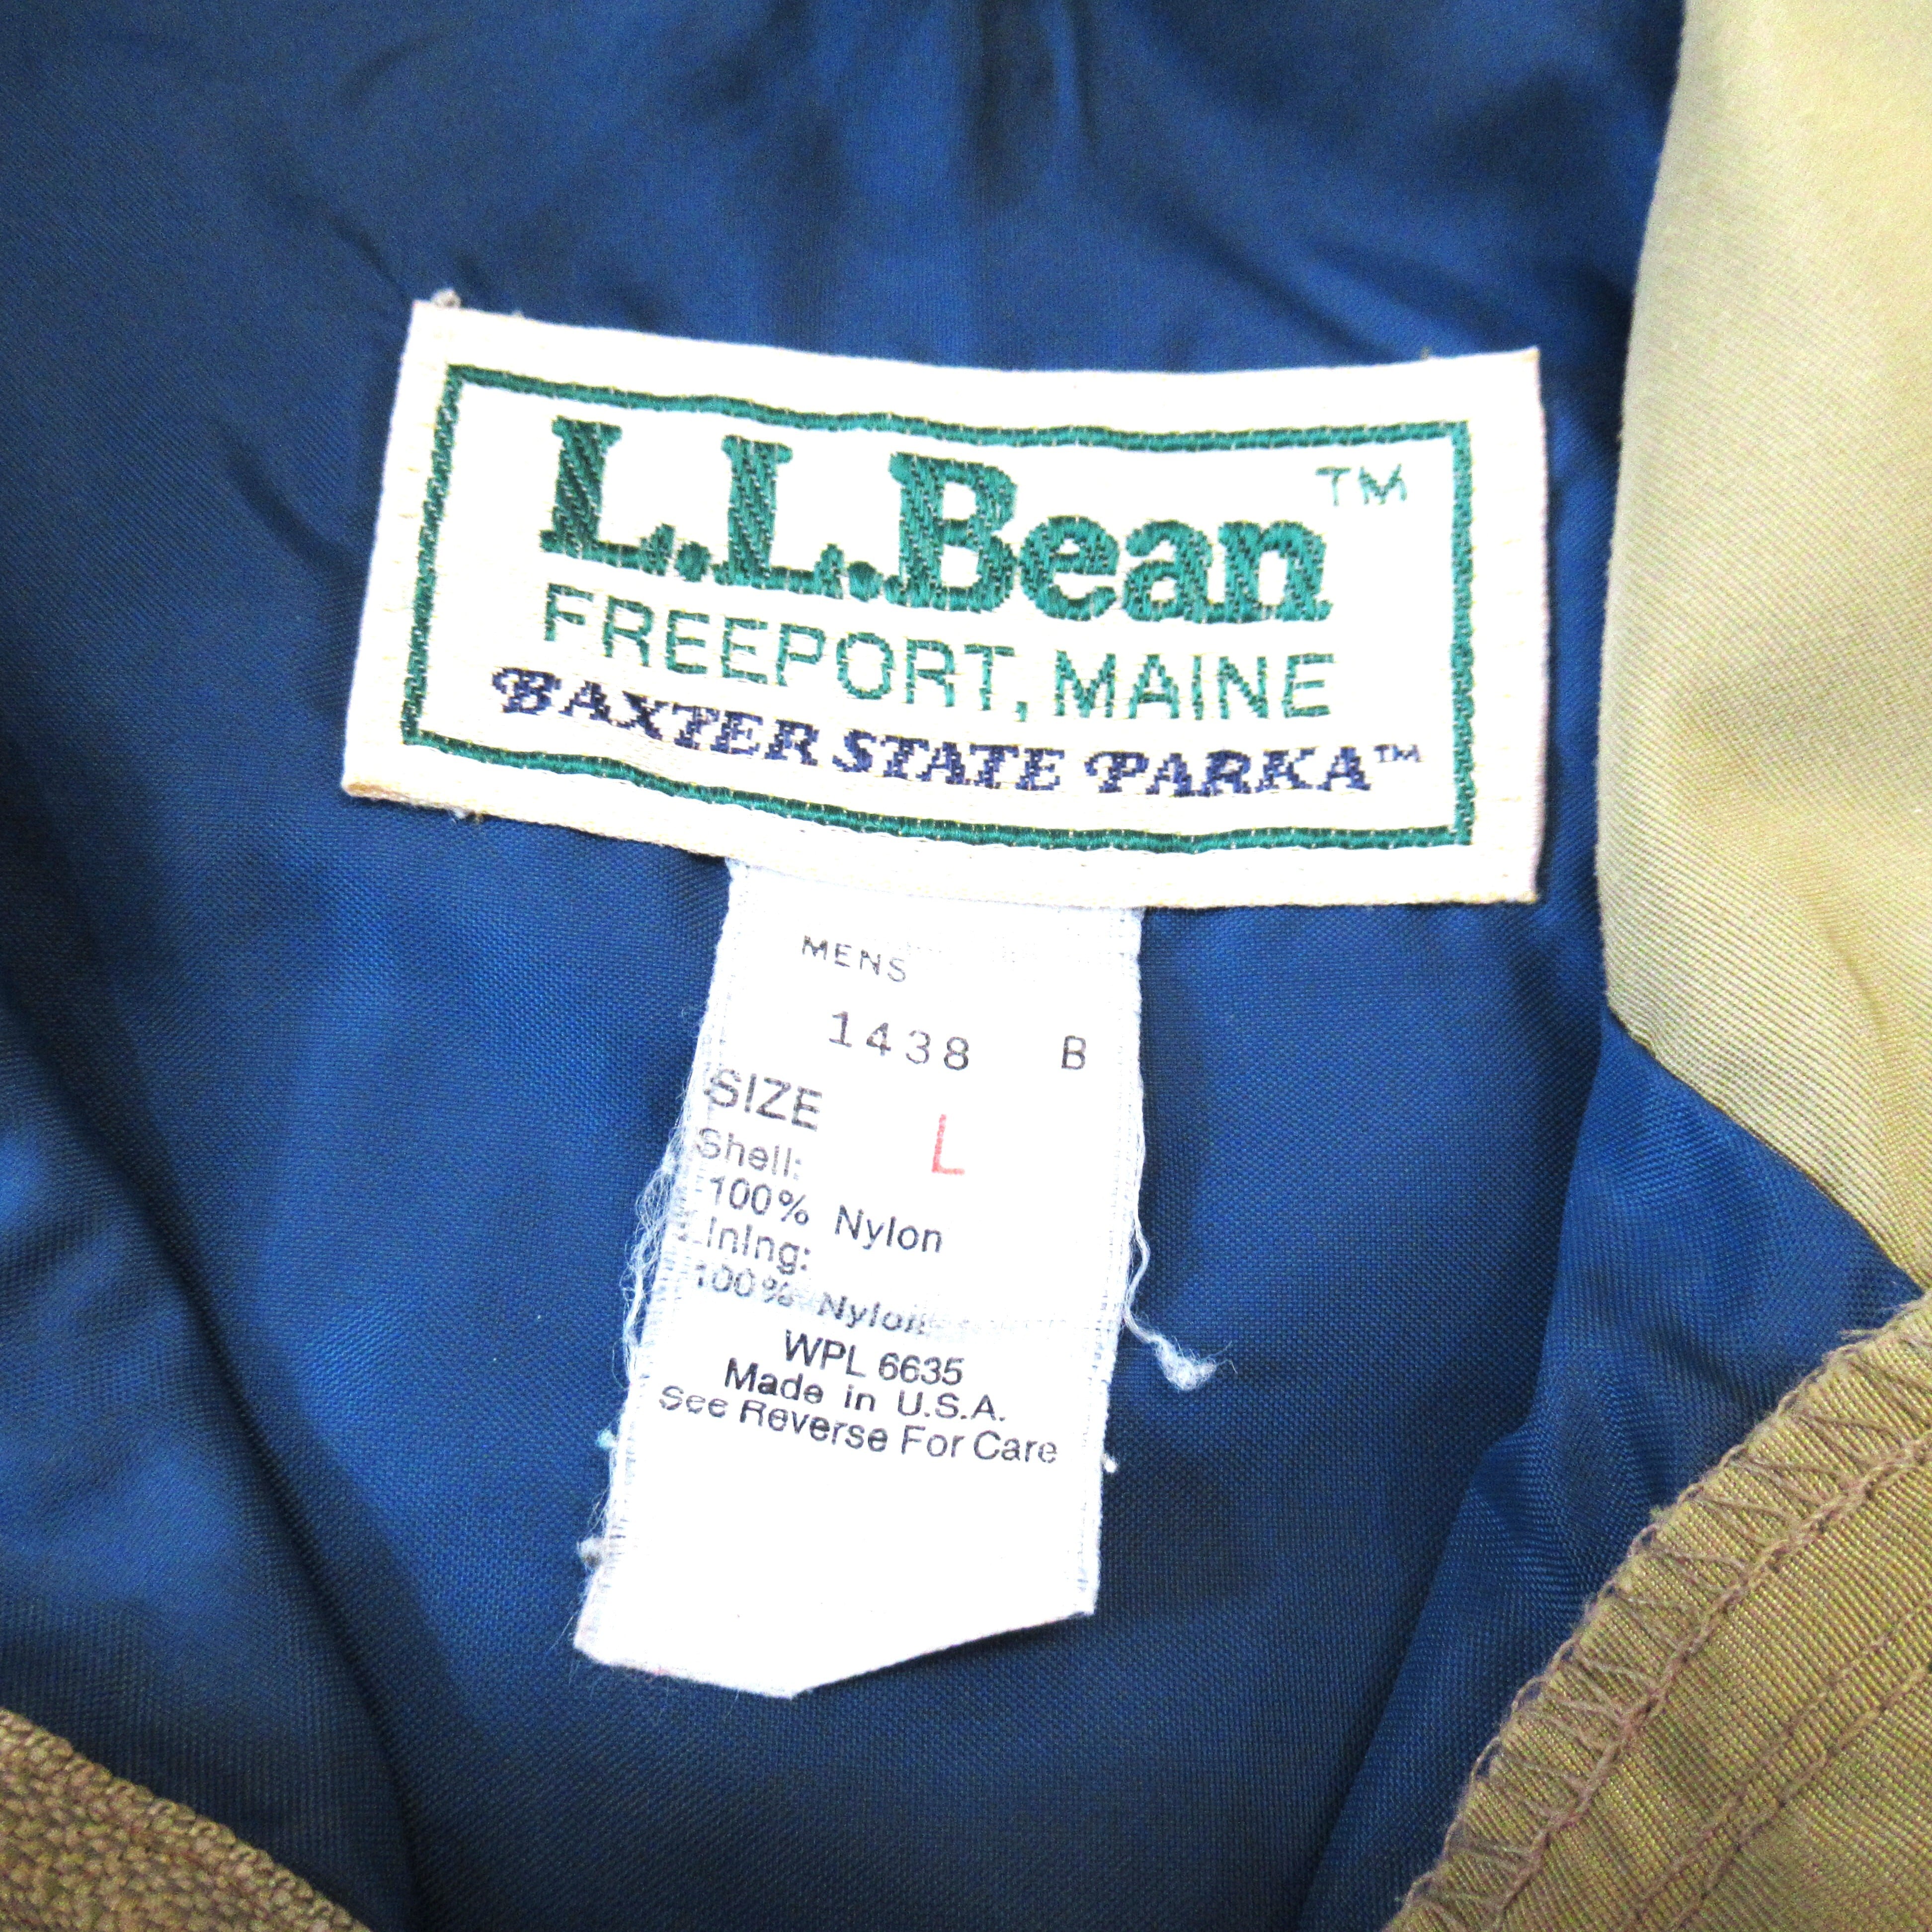 L.L.Bean™
FREEPORT, MAINE
BAXTER STATE PARKA™
MENS
1438 B
SIZE L
Shell:
100% Nylon
Lining:
100% Nylon
WPL 6635
Made in U.S.A.
See Reverse For Care